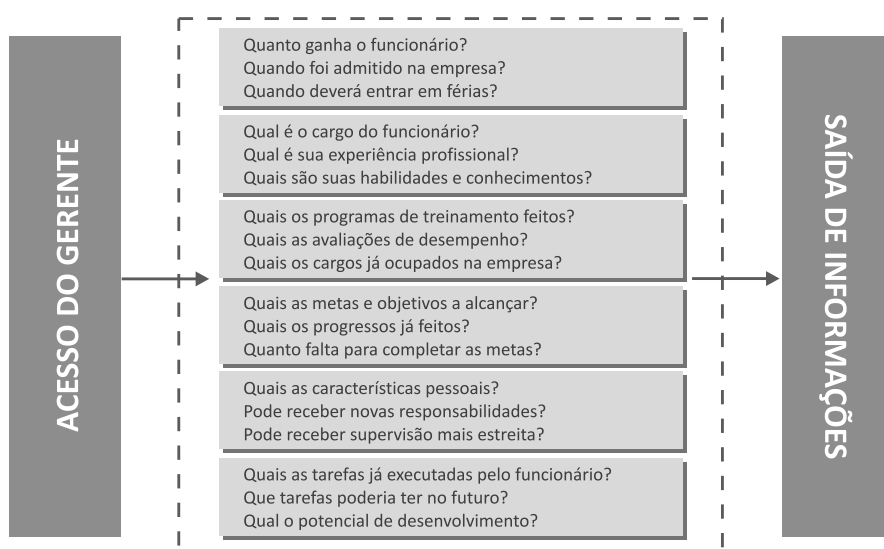 ACESSO DO GERENTE
Quanto ganha o funcionário?
Quando foi admitido na empresa?
Quando deverá entrar em férias?
Qual é o cargo do funcionário?
Qual é sua experiência profissional?
Quais são suas habilidades e conhecimentos?
Quais os programas de treinamento feitos?
Quais as avaliações de desempenho?
Quais os cargos já ocupados na empresa?
Quais as metas e objetivos a alcançar?
Quais os progressos já feitos?
Quanto falta para completar as metas?
Quais as características pessoais?
Pode receber novas responsabilidades?
Pode receber supervisão mais estreita?
Quais as tarefas já executadas pelo funcionário?
Que tarefas poderia ter no futuro?
Qual o potencial de desenvolvimento?
SAÍDA DE INFORMAÇÕES